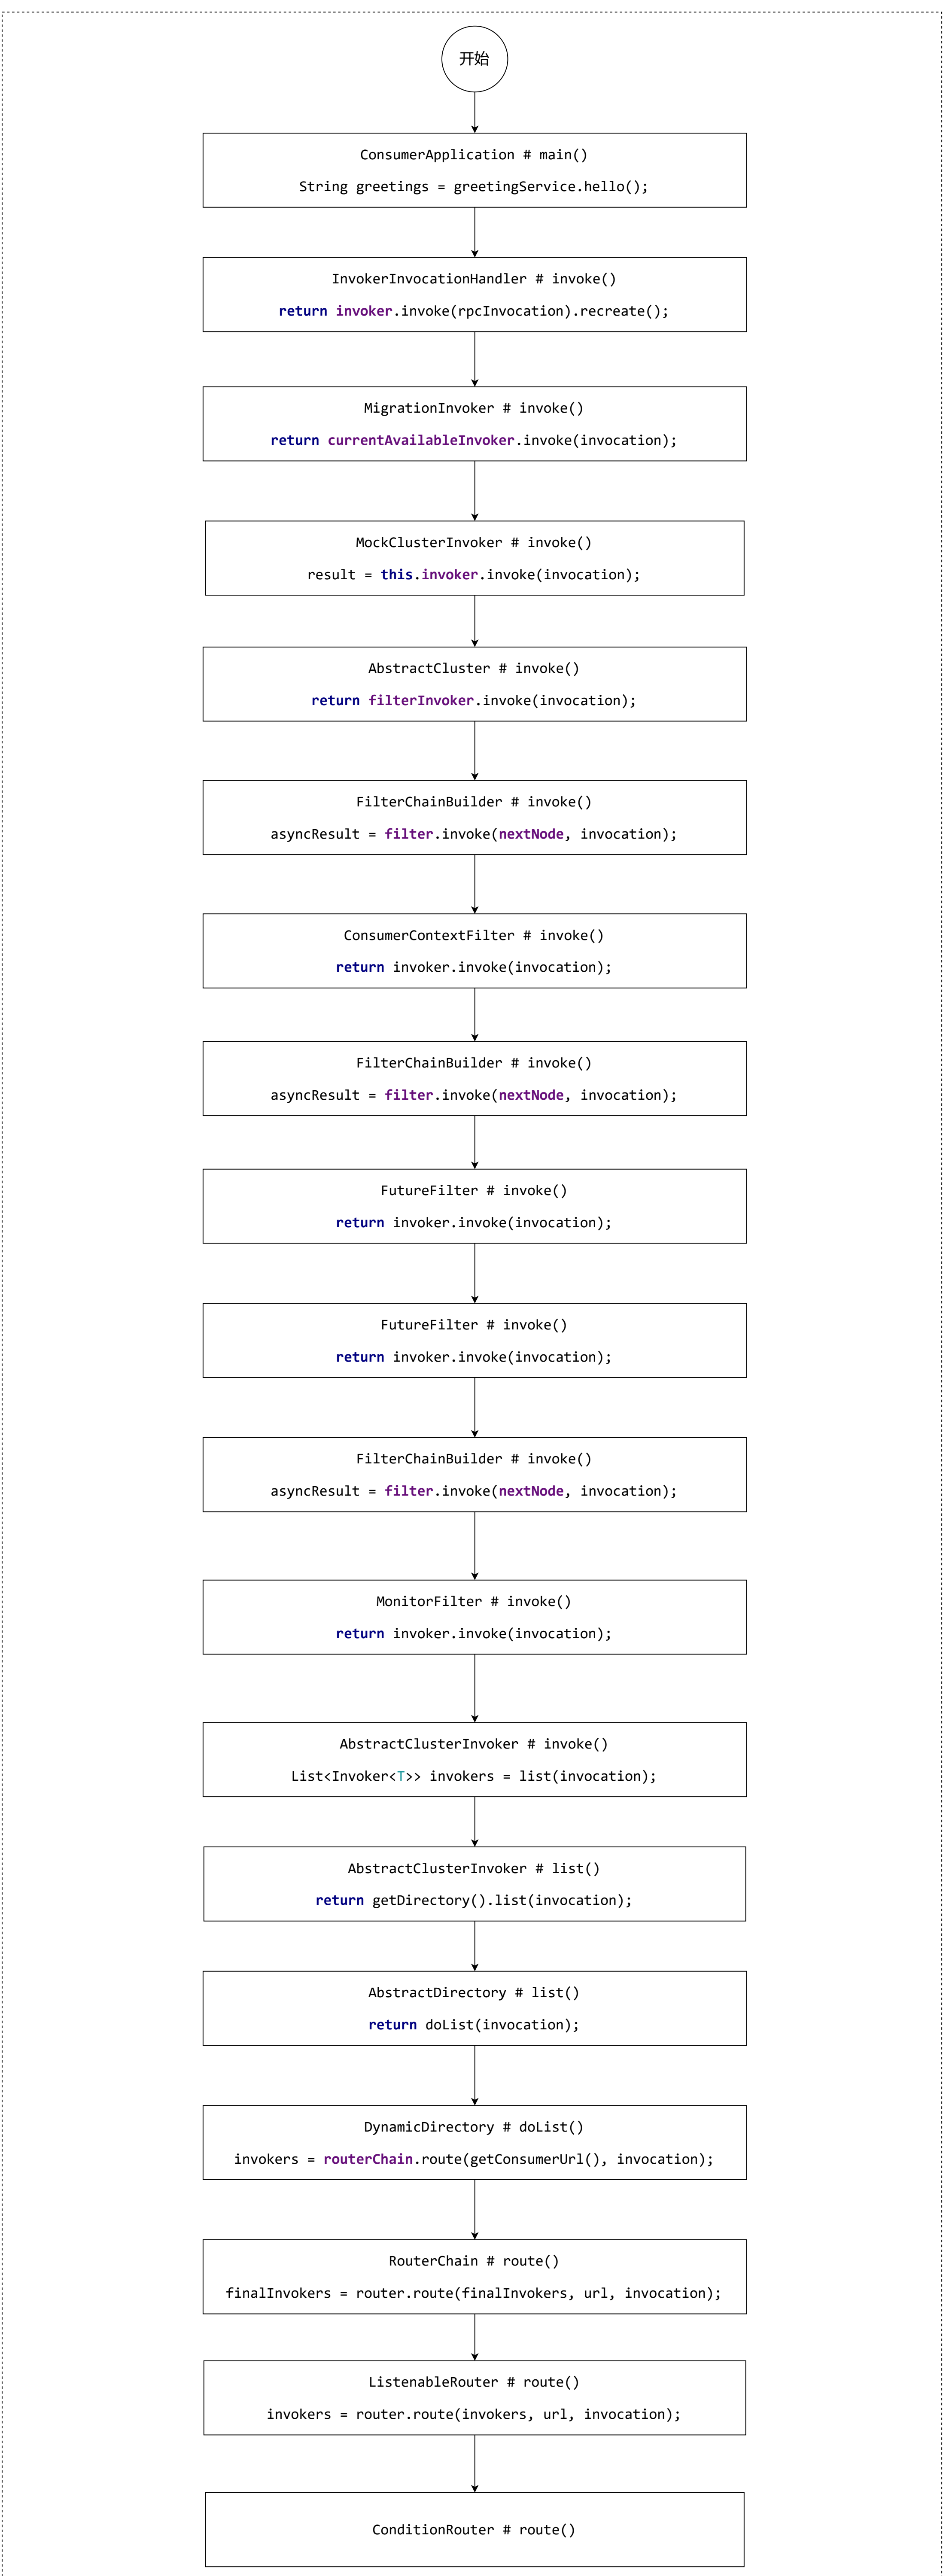 开始
ConsumerApplication # main()
String greetings = greetingService.hello();
InvokerInvocationHandler # invoke()
return invoker.invoke(rpcInvocation).recreate();
MigrationInvoker # invoke()
return currentAvailableInvoker.invoke(invocation);
MockClusterInvoker # invoke()
result = this.invoker.invoke(invocation);
AbstractCluster # invoke()
return filterInvoker.invoke(invocation);
FilterChainBuilder # invoke()
asyncResult = filter.invoke(nextNode, invocation);
ConsumerContextFilter # invoke()
return invoker.invoke(invocation);
FilterChainBuilder # invoke()
asyncResult = filter.invoke(nextNode, invocation);
FutureFilter # invoke()
return invoker.invoke(invocation);
FutureFilter # invoke()
return invoker.invoke(invocation);
FilterChainBuilder # invoke()
asyncResult = filter.invoke(nextNode, invocation);
MonitorFilter # invoke()
return invoker.invoke(invocation);
AbstractClusterInvoker # invoke()
List<Invoker<T>> invokers = list(invocation);
AbstractClusterInvoker # list()
return getDirectory().list(invocation);
AbstractDirectory # list()
return doList(invocation);
DynamicDirectory # doList()
invokers = routerChain.route(getConsumerUrl(), invocation);
RouterChain # route()
finalInvokers = router.route(finalInvokers, url, invocation);
ListenableRouter # route()
invokers = router.route(invokers, url, invocation);
ConditionRouter # route()